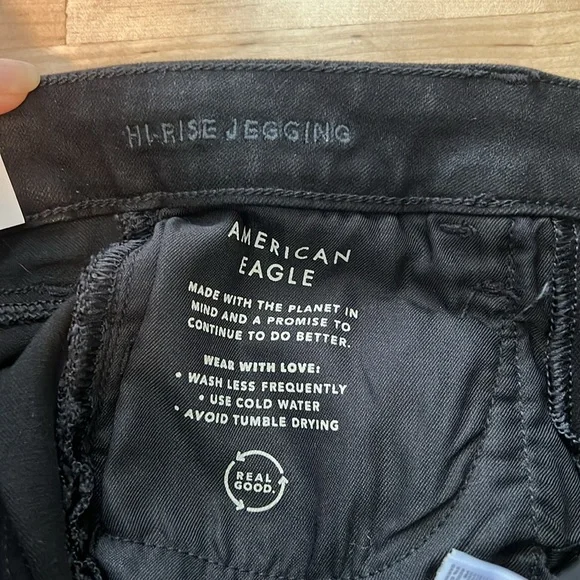 HI-RISE JEGGING
AMERICAN
EAGLE
MADE WITH THE PLANET IN
MIND AND A PROMISE TO
CONTINUE TO DO BETTER.
WEAR WITH LOVE:
• WASH LESS FREQUENTLY
• USE COLD WATER
• AVOID TUMBLE DRYING
REAL
GOOD.